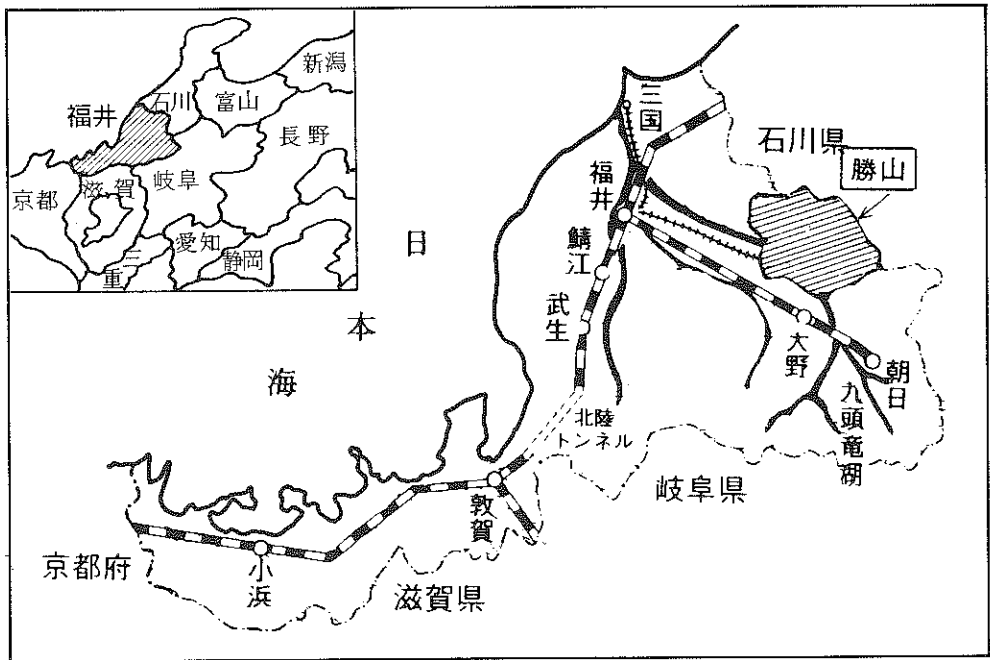 新潟
石川
富山
福井
長野
京都
滋賀
岐阜
愛知
三重
静岡
日本海
三国
石川県
勝山
福井
鯖江
武生
大野
朝日
九頭竜湖
北陸
トンネル
岐阜県
敦賀
京都府
小浜
滋賀県